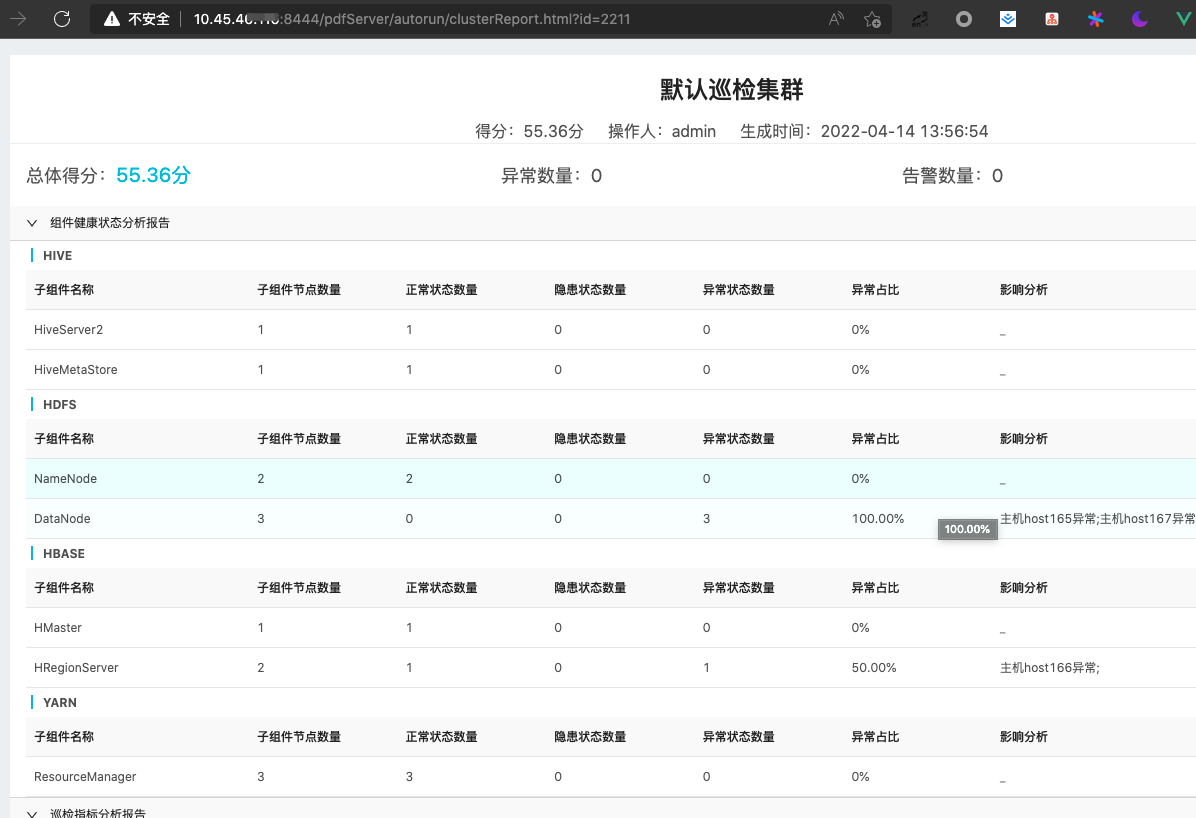 不安全 10.45.40.110:8444/pdfServer/autorun/clusterReport.html?id=2211
默认巡检集群
得分：55.36分 操作人：admin 生成时间：2022-04-14 13:56:54
总体得分：55.36分 异常数量：0 告警数量：0
组件健康状态分析报告
HIVE
子组件名称 子组件节点数量 正常状态数量 隐患状态数量 异常状态数量 异常占比 影响分析
HiveServer2 1 1 0 0 0% _
HiveMetaStore 1 1 0 0 0% _
HDFS
子组件名称 子组件节点数量 正常状态数量 隐患状态数量 异常状态数量 异常占比 影响分析
NameNode 2 2 0 0 0% _
DataNode 3 0 0 3 100.00% 主机host165异常;主机host167异常
100.00%
HBASE
子组件名称 子组件节点数量 正常状态数量 隐患状态数量 异常状态数量 异常占比 影响分析
HMaster 1 1 0 0 0% _
HRegionServer 2 1 0 1 50.00% 主机host166异常;
YARN
子组件名称 子组件节点数量 正常状态数量 隐患状态数量 异常状态数量 异常占比 影响分析
ResourceManager 3 3 0 0 0% _
巡检指标分析报告